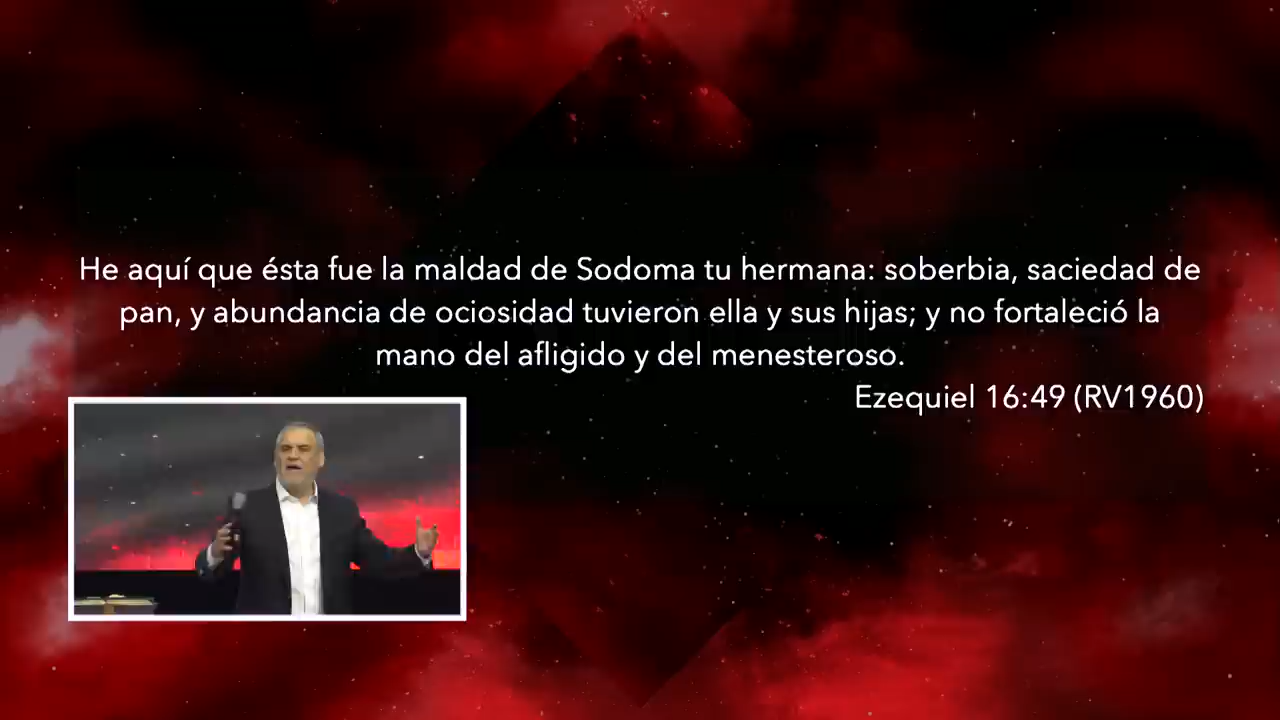 He aquí que ésta fue la maldad de Sodoma tu hermana: soberbia, saciedad de
pan, y abundancia de ociosidad tuvieron ella y sus hijas; y no fortaleció la
mano del afligido y del menesteroso.
Ezequiel 16:49 (RV1960)